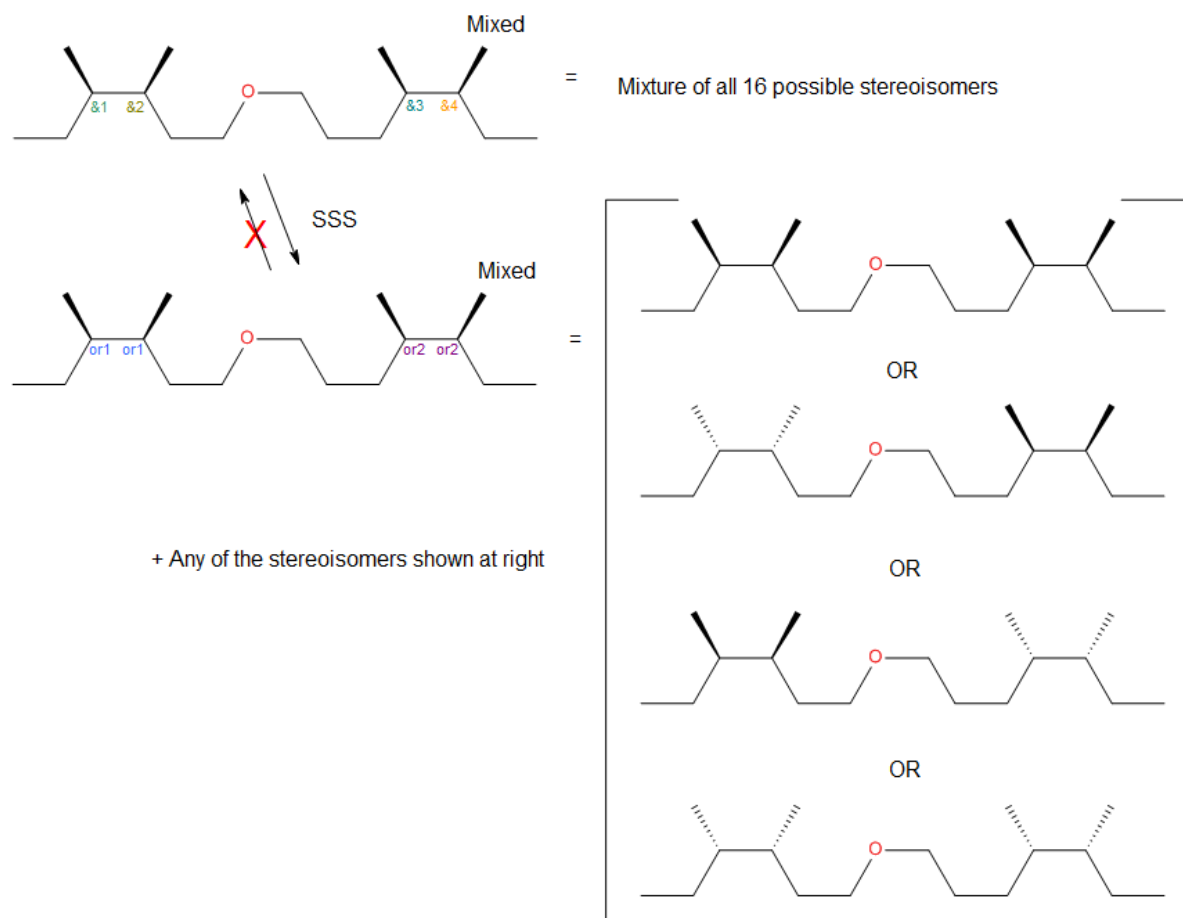 Mixed
&1 &2 O &3 &4
=
Mixture of all 16 possible stereoisomers
X
SSS
Mixed
or1 or1 O or2 or2
=
O
OR
O
+ Any of the stereoisomers shown at right
OR
O
OR
O